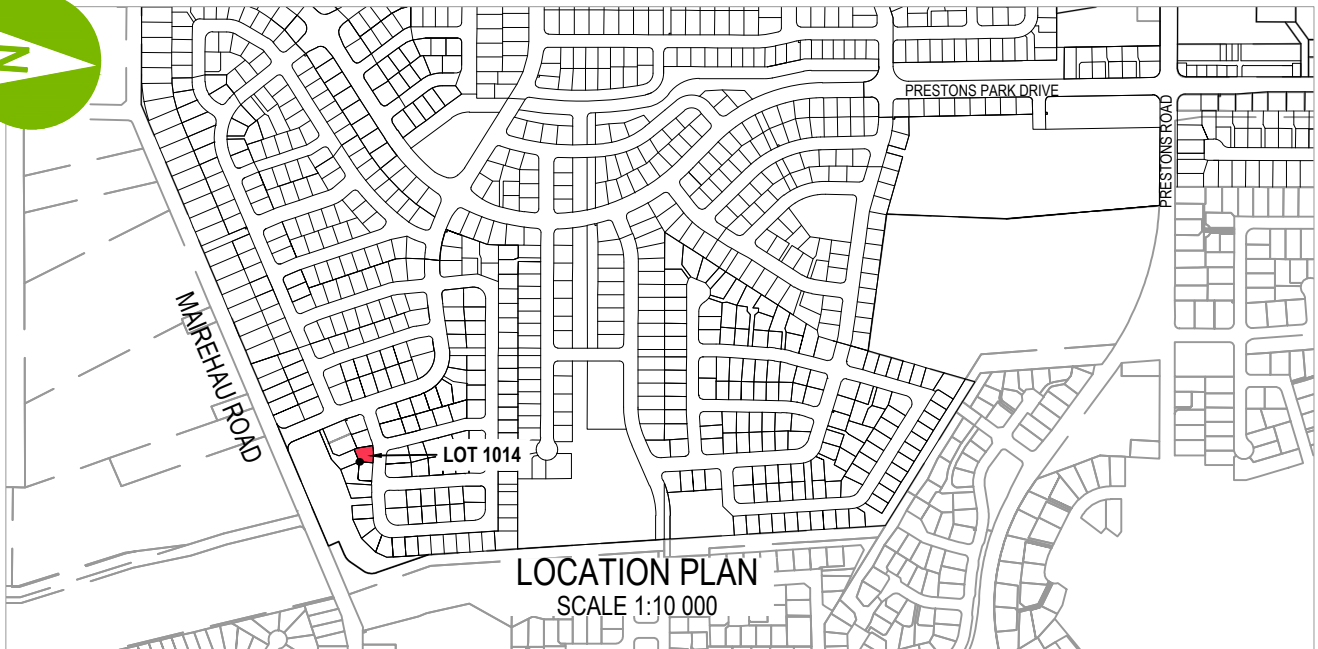 N
PRESTONS PARK DRIVE
PRESTONS ROAD
MAIREHAU ROAD
LOT 1014
LOCATION PLAN
SCALE 1:10 000